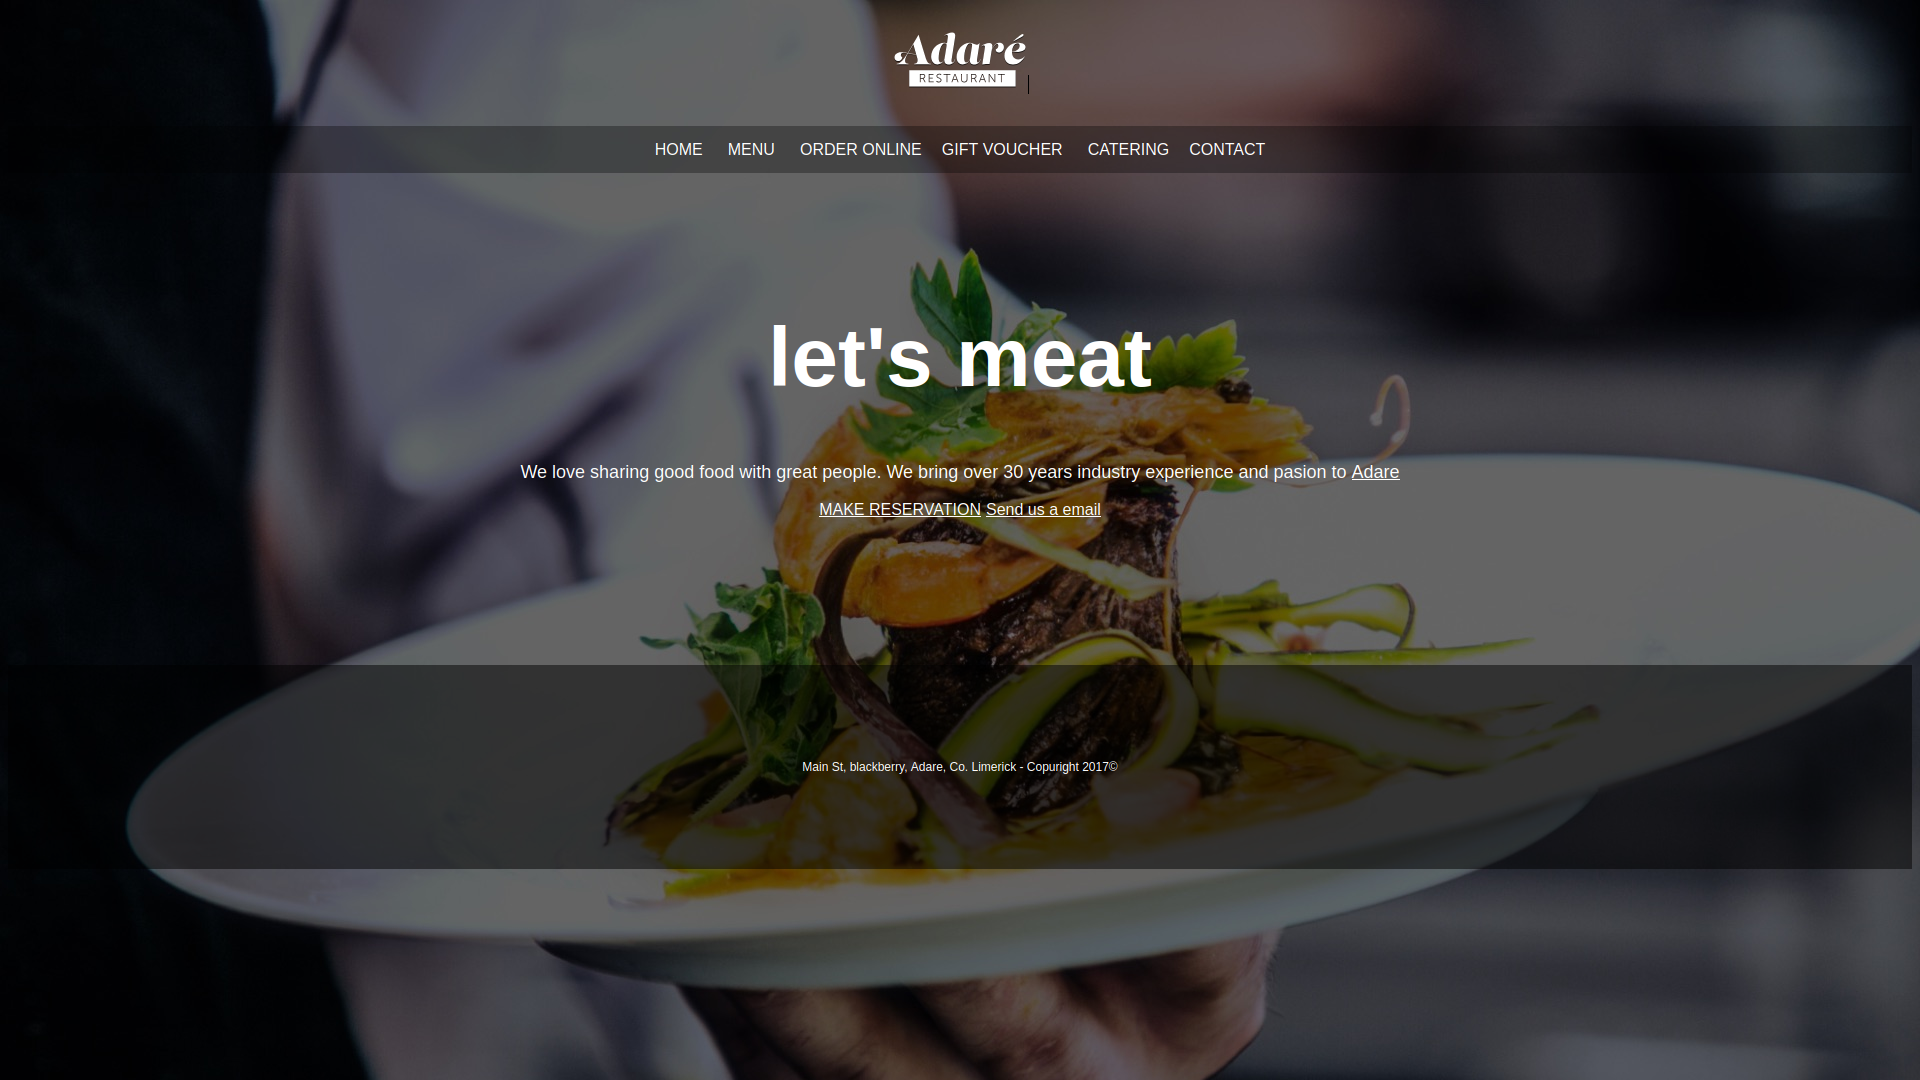 Adaré
RESTAURANT
HOME MENU ORDER ONLINE GIFT VOUCHER CATERING CONTACT
let's meat
We love sharing good food with great people. We bring over 30 years industry experience and pasion to Adare
MAKE RESERVATION Send us a email
Main St, blackberry, Adare, Co. Limerick - Copuright 2017©